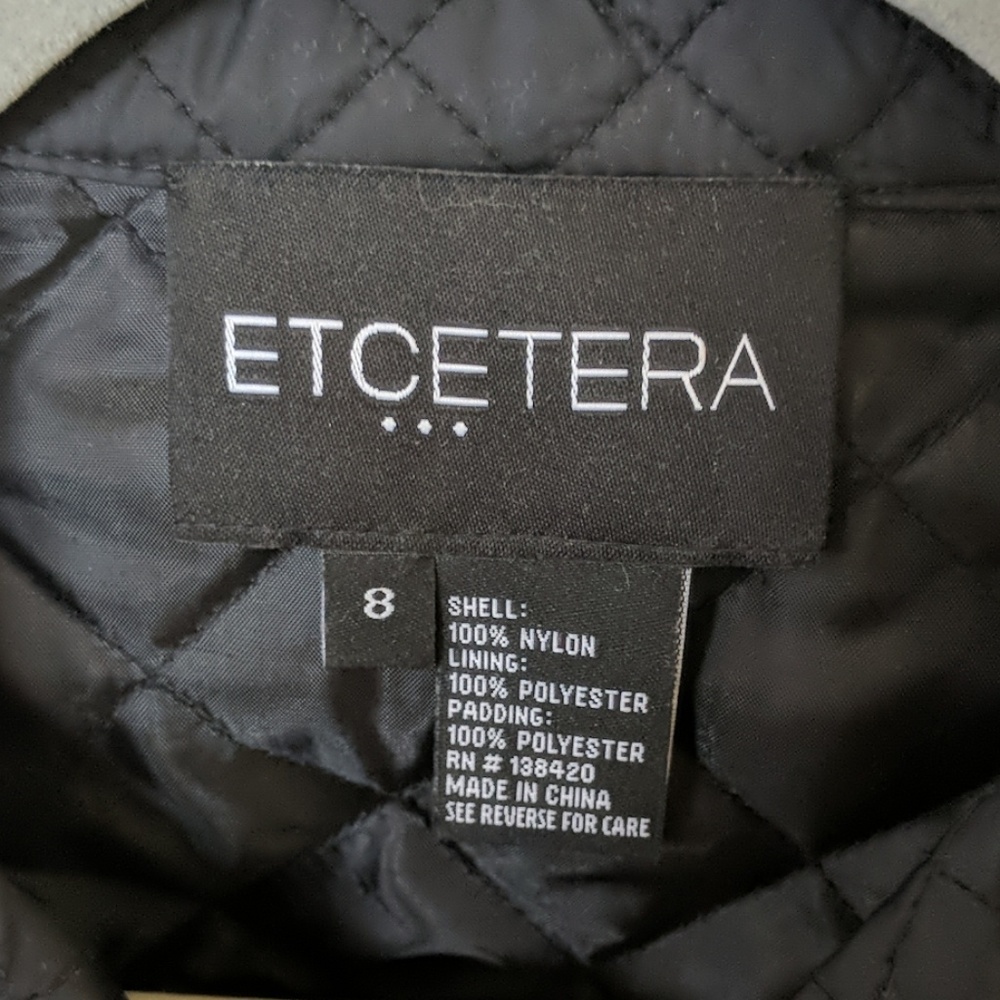 ETCETERA
...
8
SHELL:
100% NYLON
LINING:
100% POLYESTER
PADDING:
100% POLYESTER
RN # 138420
MADE IN CHINA
SEE REVERSE FOR CARE